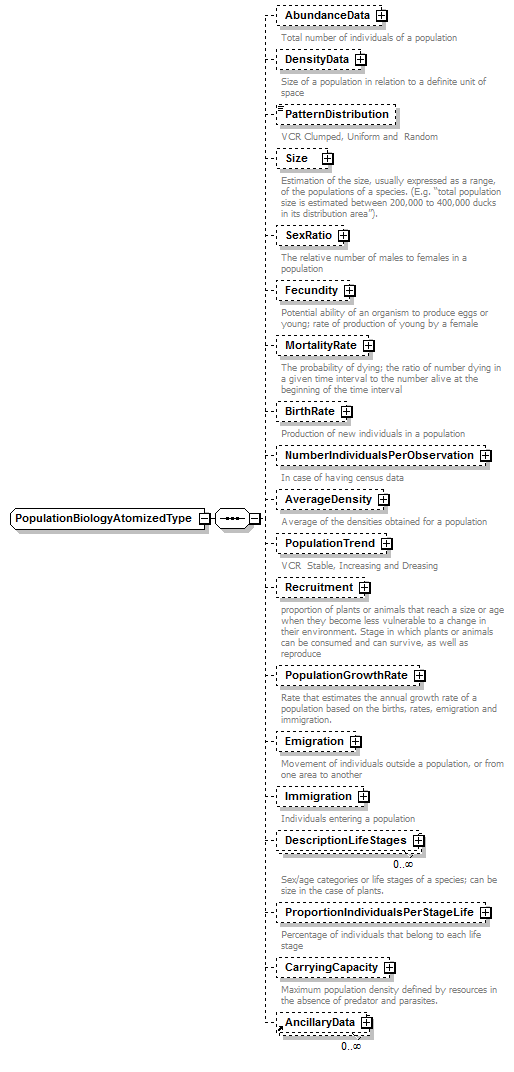 AbundanceData
Total number of individuals of a population
DensityData
Size of a population in relation to a definite unit of
space
PatternDistribution
VCR Clumped, Uniform and Random
Size
Estimation of the size, usually expressed as a range,
of the populations of a species. (E.g. "total population
size is estimated between 200,000 to 400,000 ducks
in its distribution area").
SexRatio
The relative number of males to females in a
population
Fecundity
Potential ability of an organism to produce eggs or
young; rate of production of young by a female
MortalityRate
The probability of dying; the ratio of number dying in
a given time interval to the number alive at the
beginning of the time interval
BirthRate
Production of new individuals in a population
NumberIndividualsPerObservation
In case of having census data
AverageDensity
Average of the densities obtained for a population
PopulationBiologyAtomizedType
PopulationTrend
VCR Stable, Increasing and Dreasing
Recruitment
proportion of plants or animals that reach a size or age
when they become less vulnerable to a change in
their environment. Stage in which plants or animals
can be consumed and can survive, as well as
reproduce
PopulationGrowthRate
Rate that estimates the annual growth rate of a
population based on the births, rates, emigration and
immigration.
Emigration
Movement of individuals outside a population, or from
one area to another
Immigration
Individuals entering a population
DescriptionLifeStages
0..∞
Sex/age categories or life stages of a species; can be
size in the case of plants.
ProportionIndividualsPerStageLife
Percentage of individuals that belong to each life
stage
CarryingCapacity
Maximum population density defined by resources in
the absence of predator and parasites.
AncillaryData
0..∞